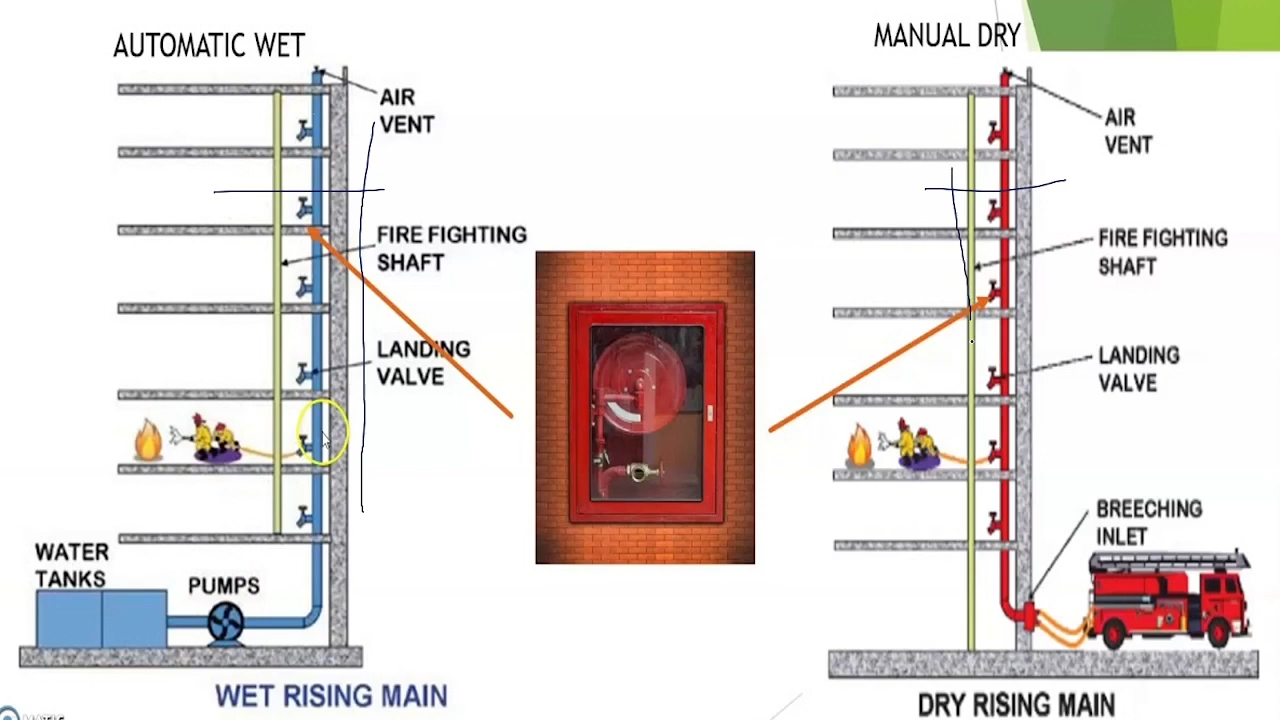 AUTOMATIC WET
AIR
VENT
FIRE FIGHTING
SHAFT
LANDING
VALVE
WATER
TANKS
PUMPS
WET RISING MAIN
MANUAL DRY
AIR
VENT
FIRE FIGHTING
SHAFT
LANDING
VALVE
BREECHING
INLET
DRY RISING MAIN